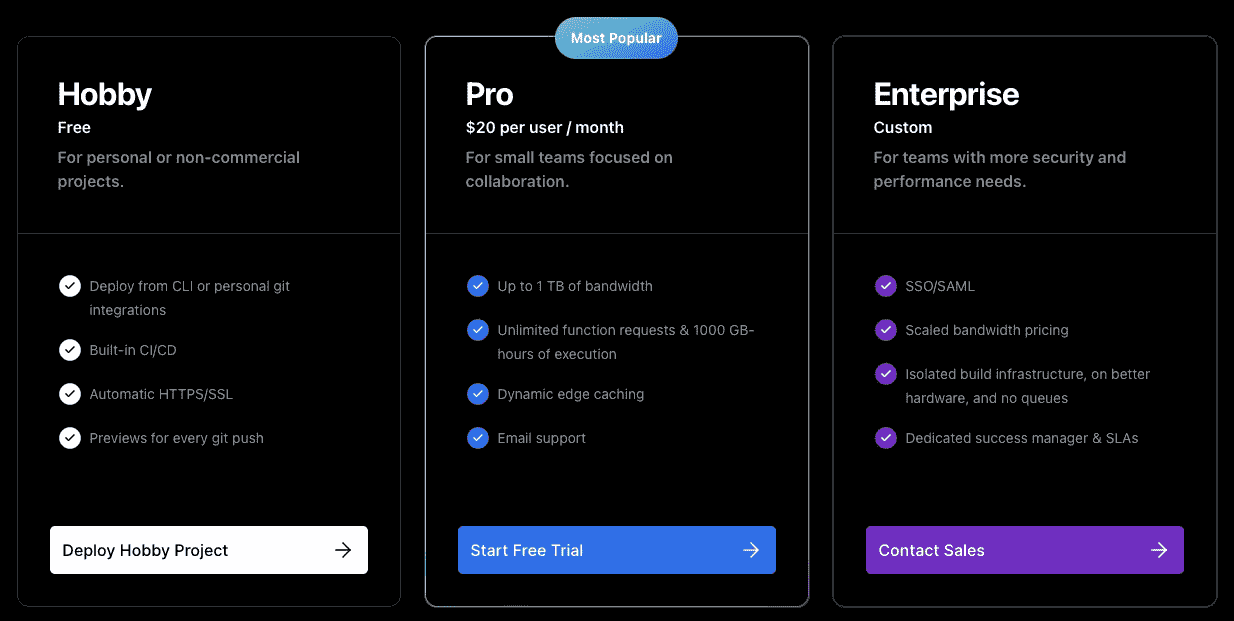 Most Popular
Hobby
Free
For personal or non-commercial
projects.
Deploy from CLI or personal git
integrations
Built-in CI/CD
Automatic HTTPS/SSL
Previews for every git push
Deploy Hobby Project
Pro
$20 per user / month
For small teams focused on
collaboration.
Up to 1 TB of bandwidth
Unlimited function requests & 1000 GB-
hours of execution
Dynamic edge caching
Email support
Start Free Trial
Enterprise
Custom
For teams with more security and
performance needs.
SSO/SAML
Scaled bandwidth pricing
Isolated build infrastructure, on better
hardware, and no queues
Dedicated success manager & SLAs
Contact Sales